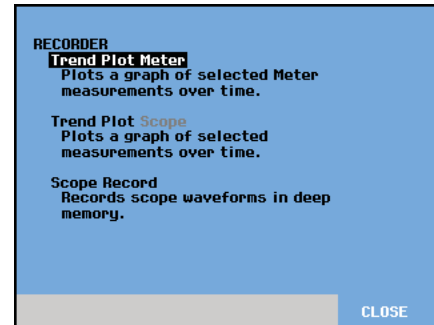 RECORDER
Trend Plot Meter
Plots a graph of selected Meter
measurements over time.
Trend Plot Scope
Plots a graph of selected
measurements over time.
Scope Record
Records scope waveforms in deep
memory.
CLOSE